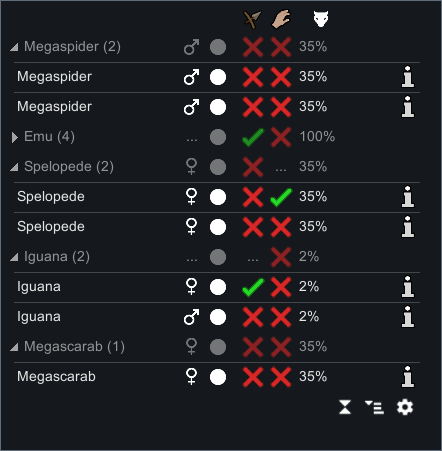 Megaspider (2) 35%
Megaspider 35%
Megaspider 35%
Emu (4) ... 100%
Spelopede (2) ... 35%
Spelopede 35%
Spelopede 35%
Iguana (2) ... ... 2%
Iguana 2%
Iguana 2%
Megascarab (1) 35%
Megascarab 35%